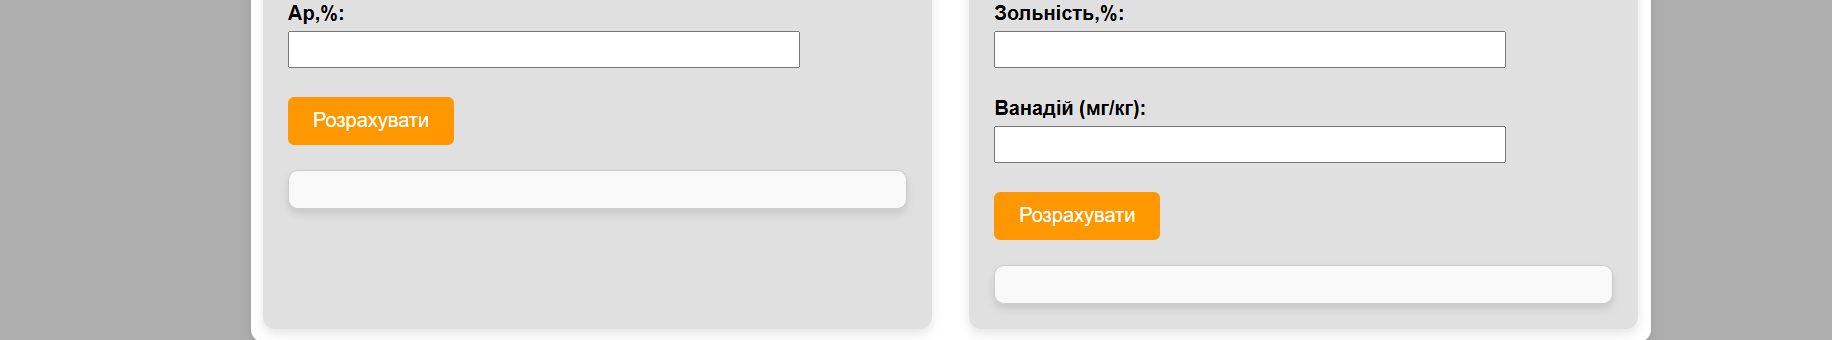 Ap,%:
Розрахувати
Зольність,%:
Ванадій (мг/кг):
Розрахувати